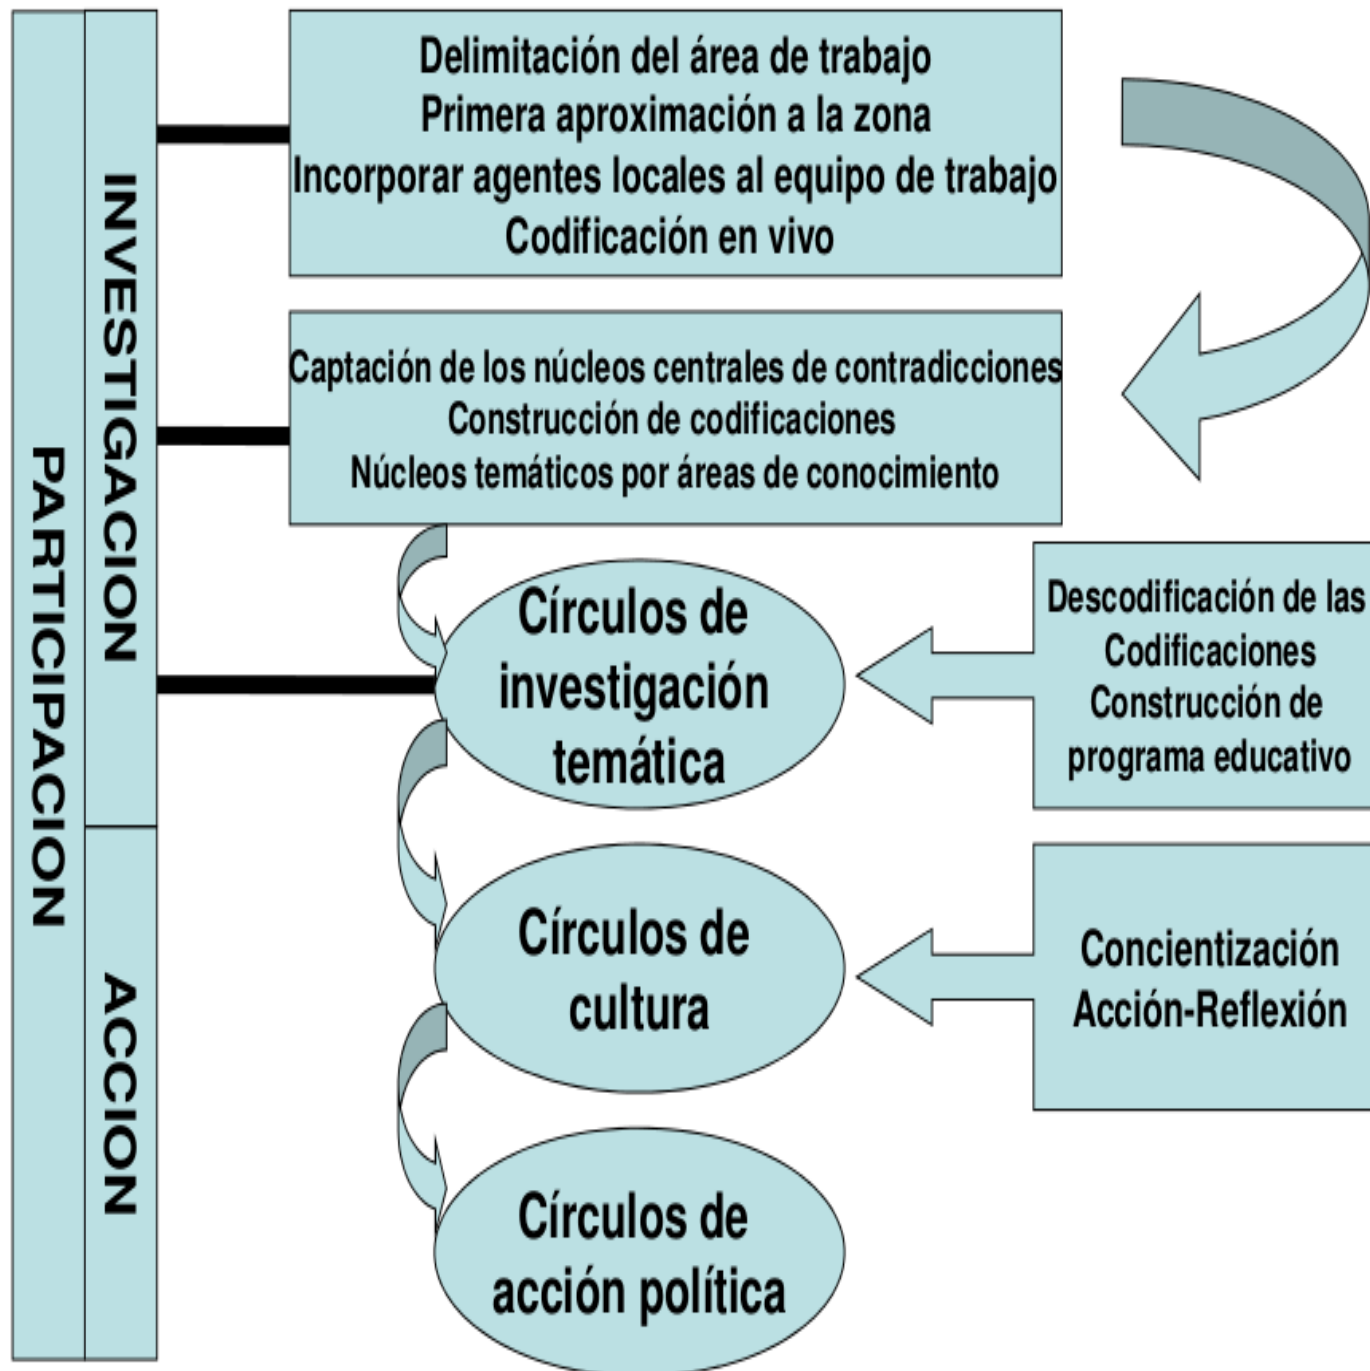 PARTICIPACION
INVESTIGACION
ACCION
Delimitación del área de trabajo
Primera aproximación a la zona
Incorporar agentes locales al equipo de trabajo
Codificación en vivo
Captación de los núcleos centrales de contradicciones
Construcción de codificaciones
Núcleos temáticos por áreas de conocimiento
Círculos de
investigación
temática
Descodificación de las
Codificaciones
Construcción de
programa educativo
Círculos de
cultura
Concientización
Acción-Reflexión
Círculos de
acción política